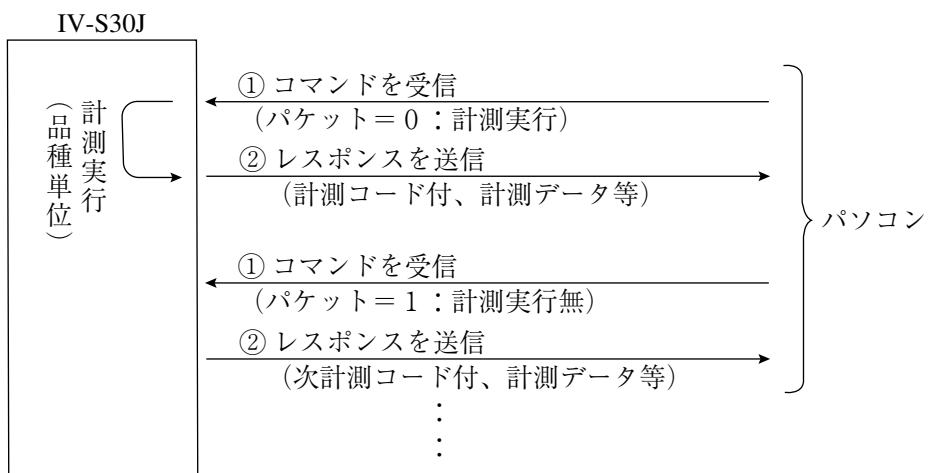 IV-S30J
計測実行
（品種単位）
① コマンドを受信
（パケット＝０：計測実行）
② レスポンスを送信
（計測コード付、計測データ等）
① コマンドを受信
（パケット＝１：計測実行無）
② レスポンスを送信
（次計測コード付、計測データ等）
パソコン